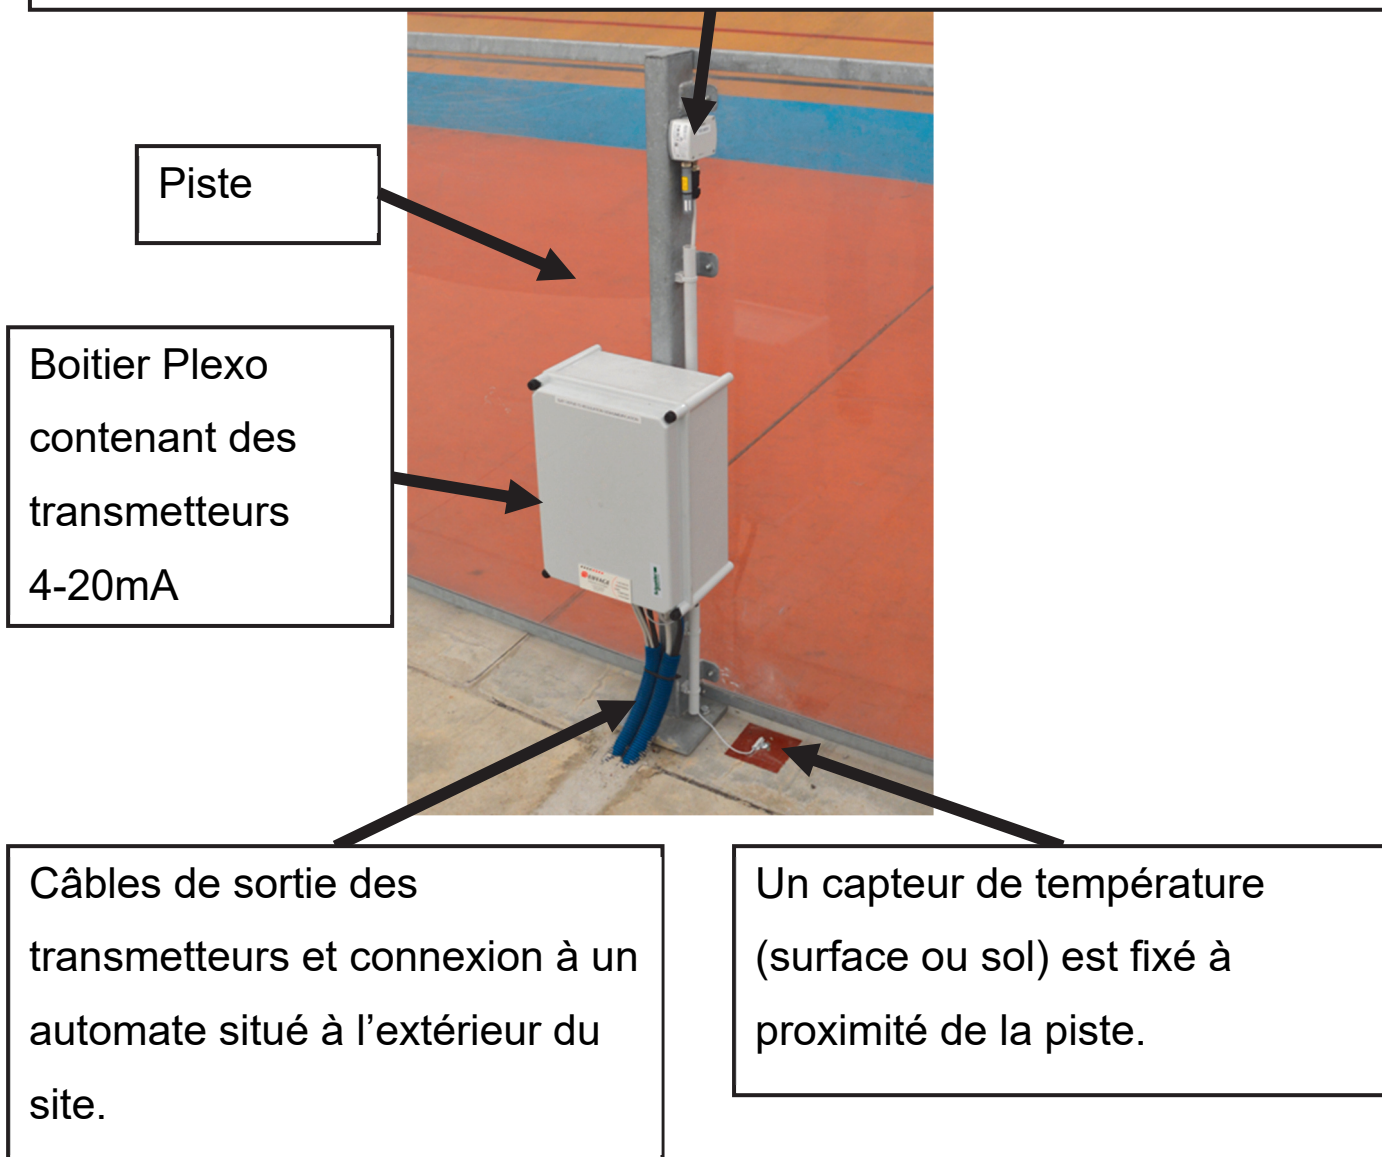 Piste
Boitier Plexo
contenant des
transmetteurs
4-20mA
Câbles de sortie des
transmetteurs et connexion à un
automate situé à l’extérieur du
site.
Un capteur de température
(surface ou sol) est fixé à
proximité de la piste.